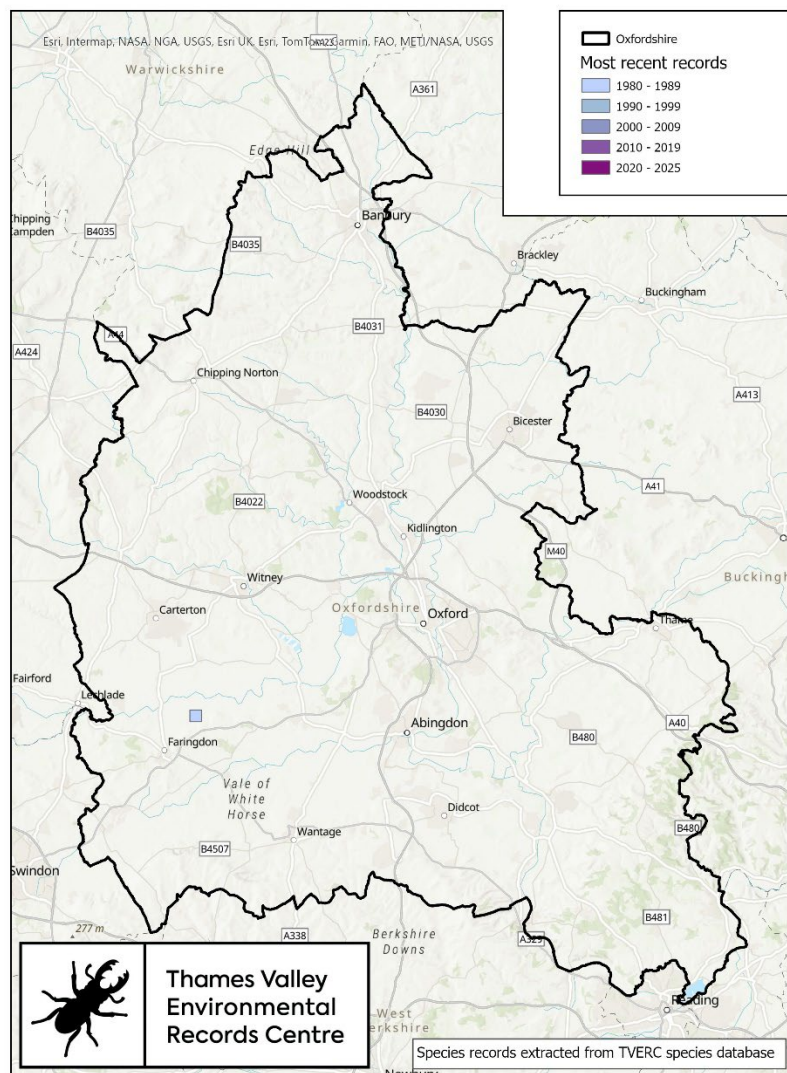 Esri, Intermap, NASA, NGA, USGS, Esri UK, Esri, TomTom, Garmin, FAO, METI/NASA, USGS
Oxfordshire
Most recent records
1980 - 1989
1990 - 1999
2000 - 2009
2010 - 2019
2020 - 2025
Warwickshire
A361
Edge Hill
Chipping
Campden
B4035
B4035
Banbury
Brackley
Buckingham
A44
B4031
A424
Chipping Norton
B4030
A413
Bicester
A41
B4022
Woodstock
Kidlington
M40
Witney
Oxfordshire
Carterton
Oxford
Thame
Fairford
Lechlade
Faringdon
Abingdon
B480
A40
Vale of
White
Horse
Didcot
B480
B4507
Wantage
Swindon
277 m
A338
Berkshire
Downs
A329
B481
Reading
West
Thames Valley
Environmental
Records Centre
Species records extracted from TVERC species database